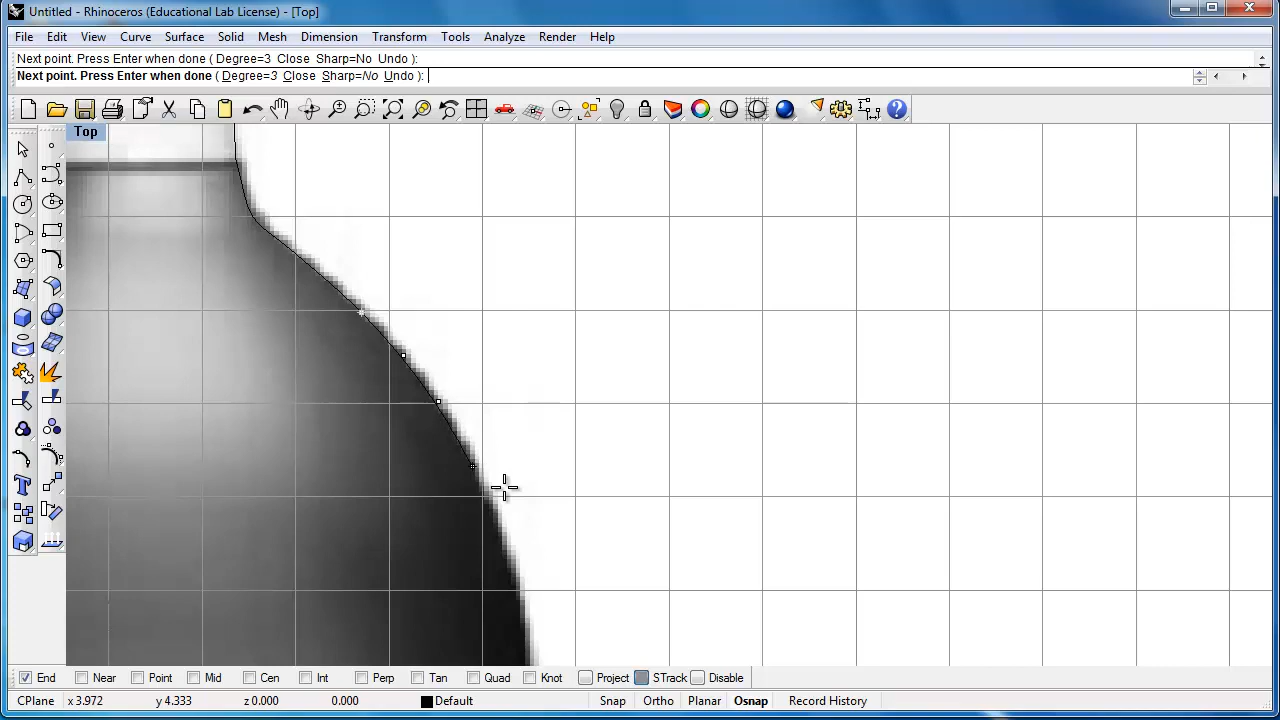 Untitled - Rhinoceros (Educational Lab License) - [Top]
File Edit View Curve Surface Solid Mesh Dimension Transform Tools Analyze Render Help
Next point. Press Enter when done ( Degree=3 Close Sharp=No Undo ):
Next point. Press Enter when done ( Degree=3 Close Sharp=No Undo ):
Top
End Near Point Mid Cen Int Perp Tan Quad Knot Project STrack Disable
CPlane x 3.972 y 4.333 z 0.000 0.000 Default Snap Ortho Planar Osnap Record History